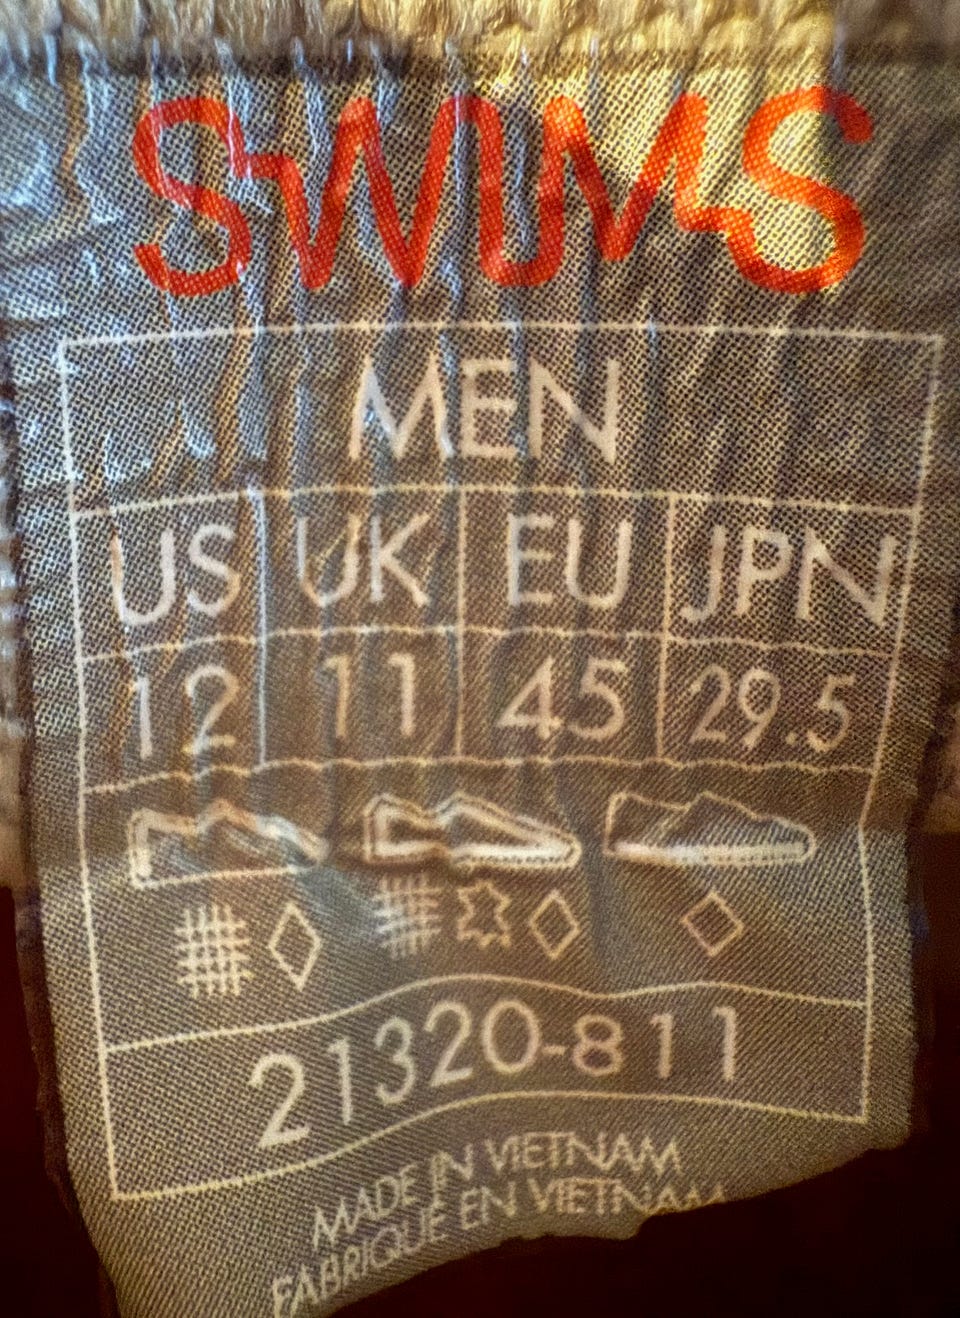 SWIMS
MEN
US UK EU JPN
12 11 45 29.5
21320-811
MADE IN VIETNAM
FABRIQUÉ EN VIETNAM